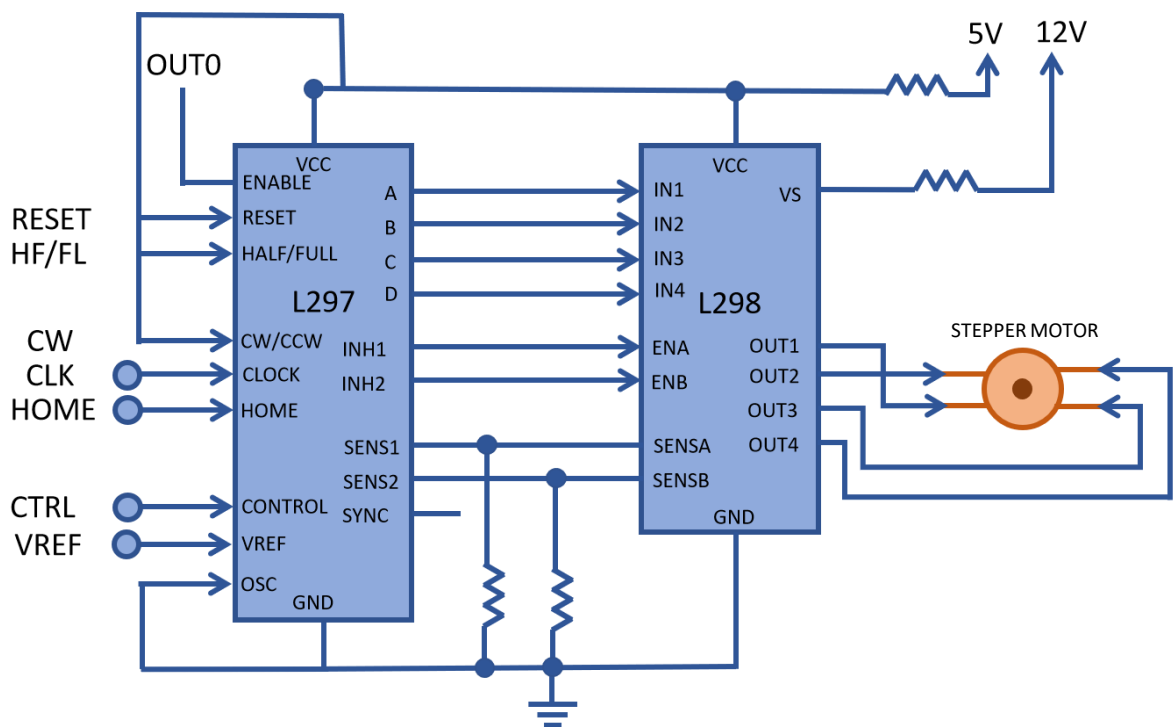 5V
12V
OUT0
VCC
ENABLE
RESET
HALF/FULL
L297
CW/CCW
CLOCK
HOME
CONTROL
VREF
OSC
GND
A
B
C
D
INH1
INH2
SENS1
SENS2
SYNC
RESET
HF/FL
CW
CLK
HOME
CTRL
VREF
VCC
VS
IN1
IN2
IN3
IN4
L298
ENA
ENB
SENSA
SENSB
OUT1
OUT2
OUT3
OUT4
GND
STEPPER MOTOR